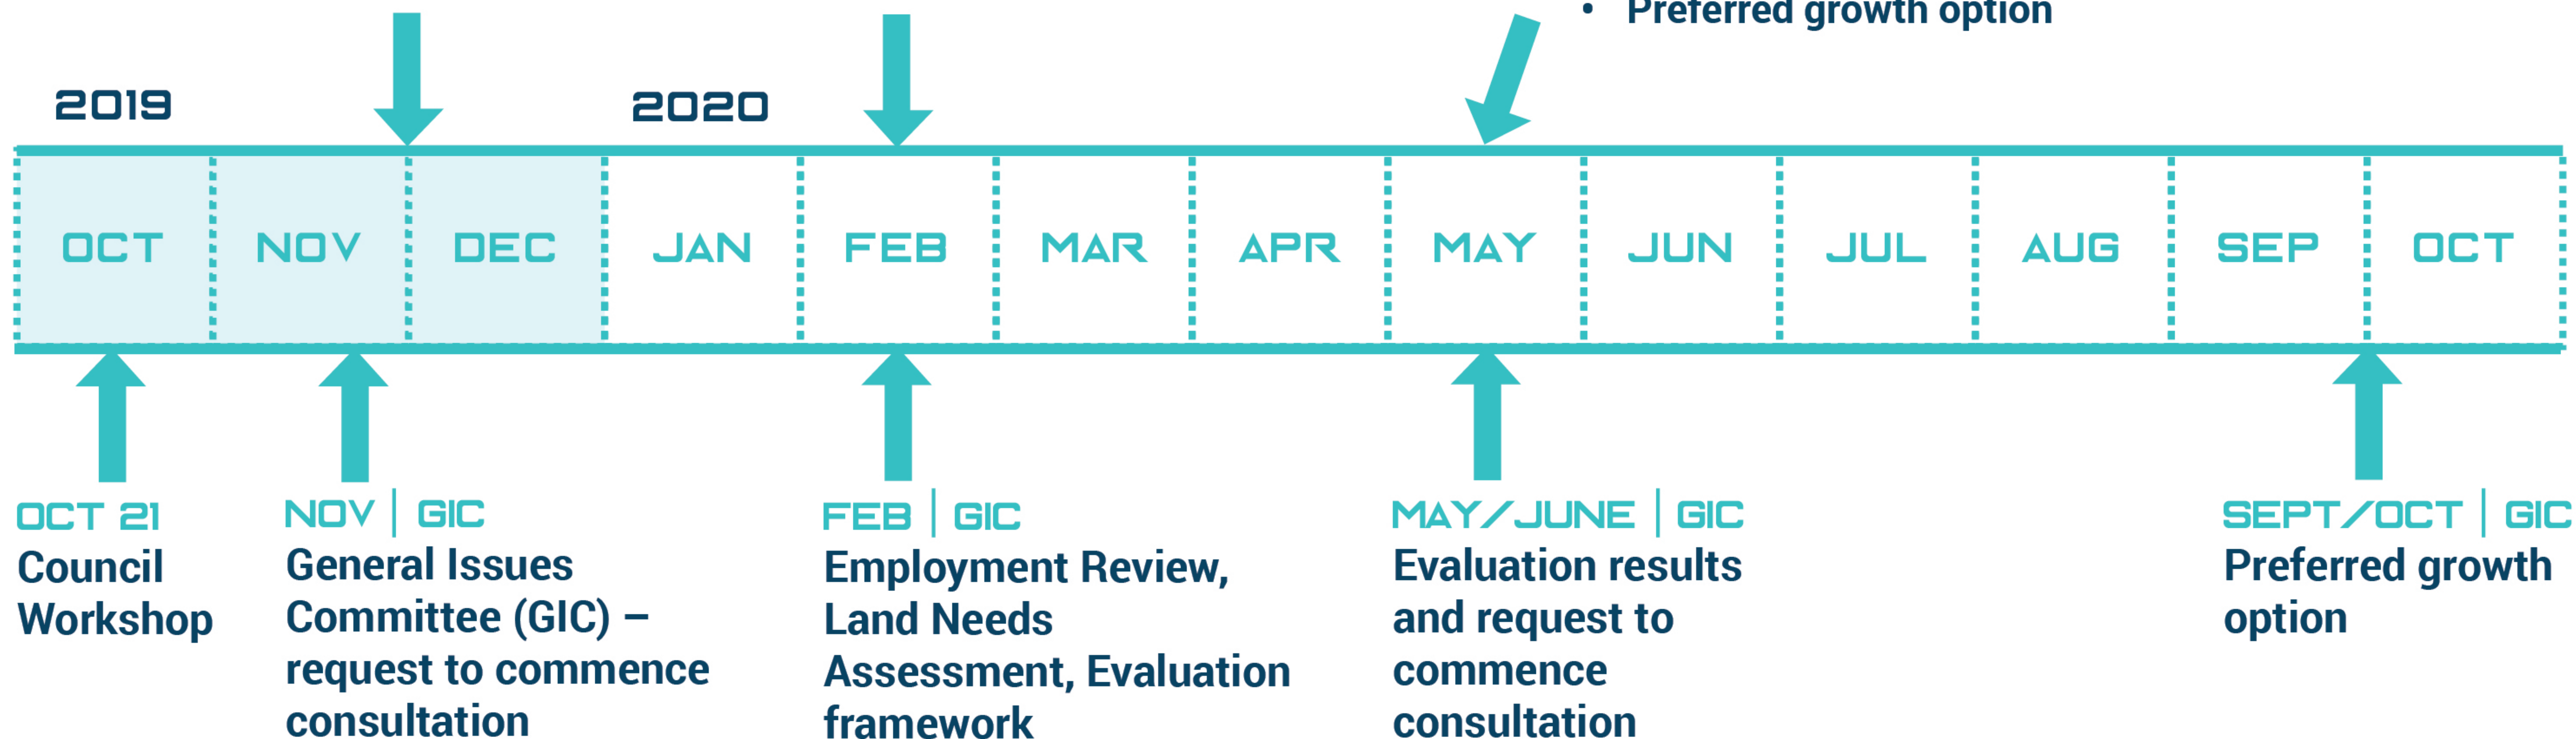 • Preferred growth option
2019
2020
OCT NOV DEC JAN FEB MAR APR MAY JUN JUL AUG SEP OCT
OCT 21
Council
Workshop
NOV | GIC
General Issues
Committee (GIC) –
request to commence
consultation
FEB | GIC
Employment Review,
Land Needs
Assessment, Evaluation
framework
MAY/JUNE | GIC
Evaluation results
and request to
commence
consultation
SEPT/OCT | GIC
Preferred growth
option